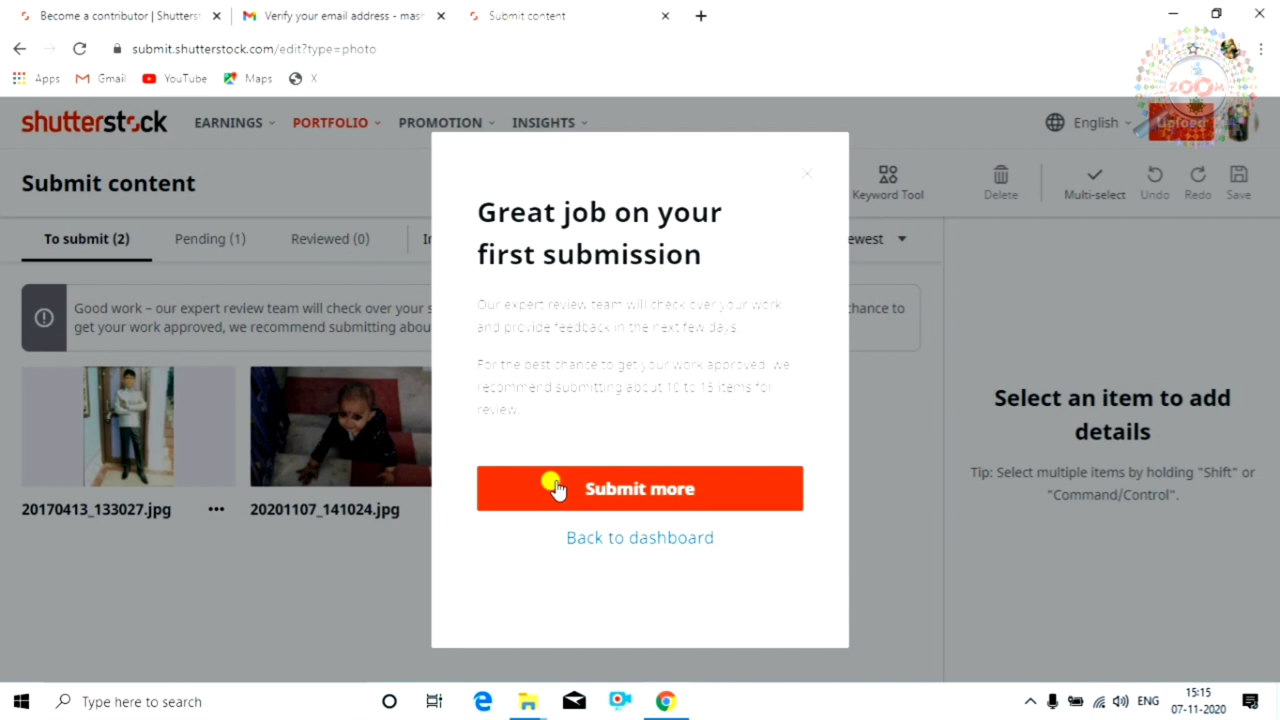 Become a contributor | Shutters
Verify your email address - mas
Submit content
submit.shutterstock.com/edit?type=photo
Apps
Gmail
YouTube
Maps
X
ZOOM
shutterstock
EARNINGS
PORTFOLIO
PROMOTION
INSIGHTS
English
Upload
Submit content
Keyword Tool
Delete
Multi-select
Undo
Redo
Save
To submit (2)
Pending (1)
Reviewed (0)
ewest
Good work – our expert review team will check over your s
hance to
get your work approved, we recommend submitting abou
Great job on your
first submission
Our expert review team will check over your work
and provide feedback in the next few days.
For the best chance to get your work approved, we
recommend submitting about 10 to 15 items for
review.
Submit more
Back to dashboard
20170413_133027.jpg
20201107_141024.jpg
Select an item to add
details
Tip: Select multiple items by holding "Shift" or
"Command/Control".
Type here to search
ENG
15:15
07-11-2020